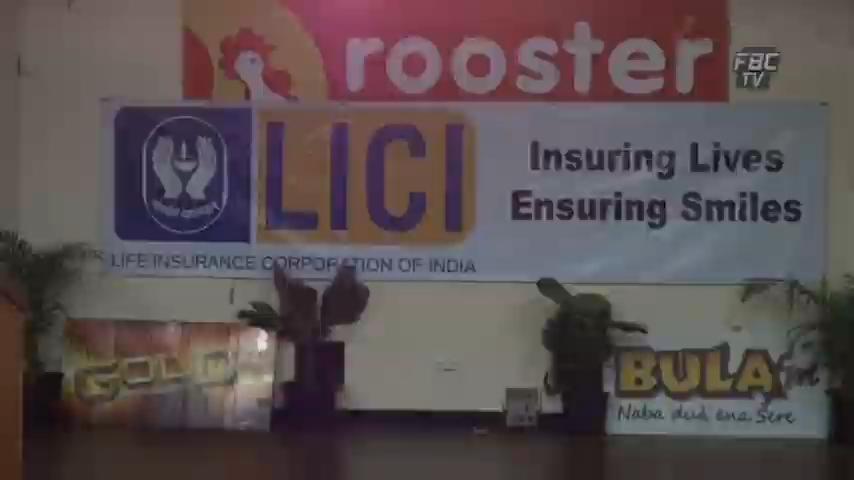 rooster
FBC
TV
LICI
Insuring Lives
Ensuring Smiles
LIFE INSURANCE CORPORATION OF INDIA
GOLD
BULA fm
Naba dua ena sere